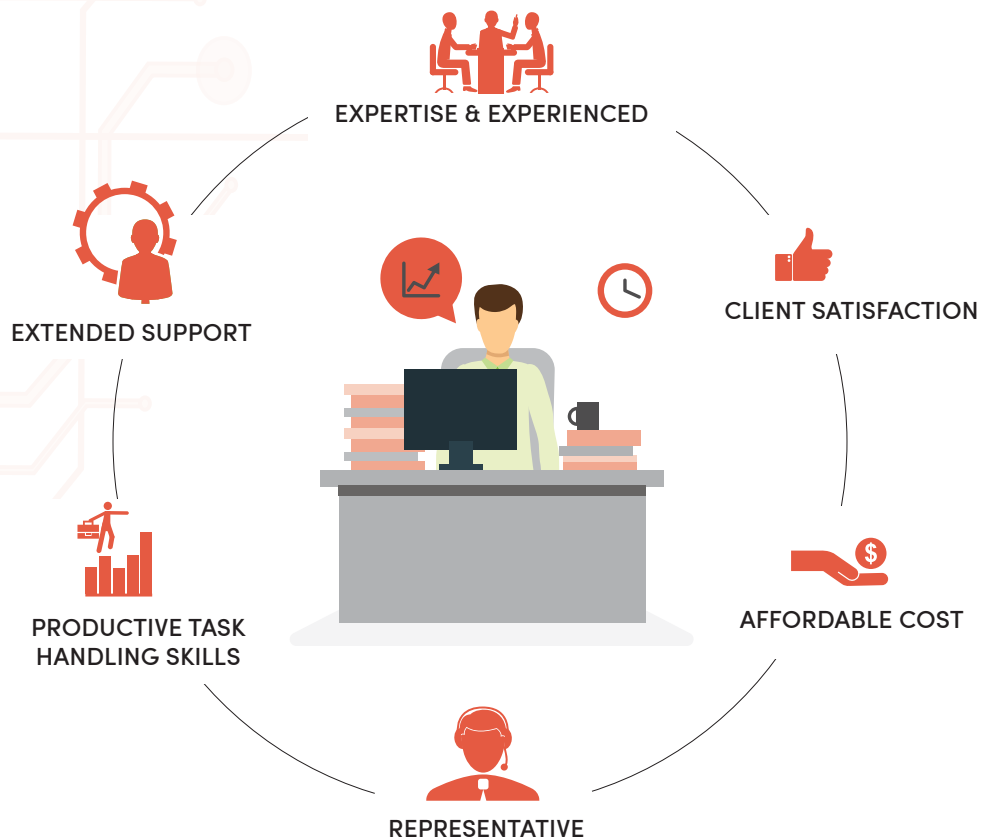 EXPERTISE & EXPERIENCED
CLIENT SATISFACTION
EXTENDED SUPPORT
$
AFFORDABLE COST
PRODUCTIVE TASK
HANDLING SKILLS
REPRESENTATIVE